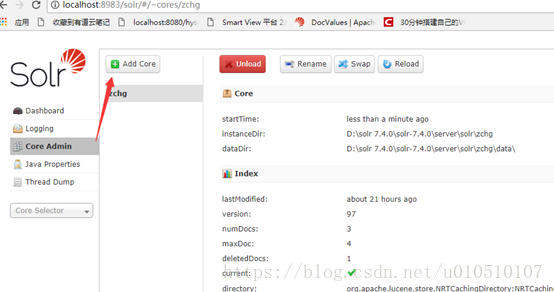 localhost:8983/solr/#/~cores/zchg
应用 收藏到有道云笔记 localhost:8080/hys Smart View 平台 2. DocValues | Apach 30分钟搭建自己的V
Solr
Add Core Unload Rename Swap Reload
zchg
Dashboard
Logging
Core Admin
Java Properties
Thread Dump
Core Selector
Core
startTime: less than a minute ago
instanceDir: D:\solr 7.4.0\solr-7.4.0\server\solr\zchg
dataDir: D:\solr 7.4.0\solr-7.4.0\server\solr\zchg\data\
Index
lastModified: about 21 hours ago
version: 97
numDocs: 3
maxDoc: 4
deletedDocs: 1
current:
directory: org.apache.lucene.store.NRTCachingDirectory:NRTCachi
https://blog.csdn.net/u010510107